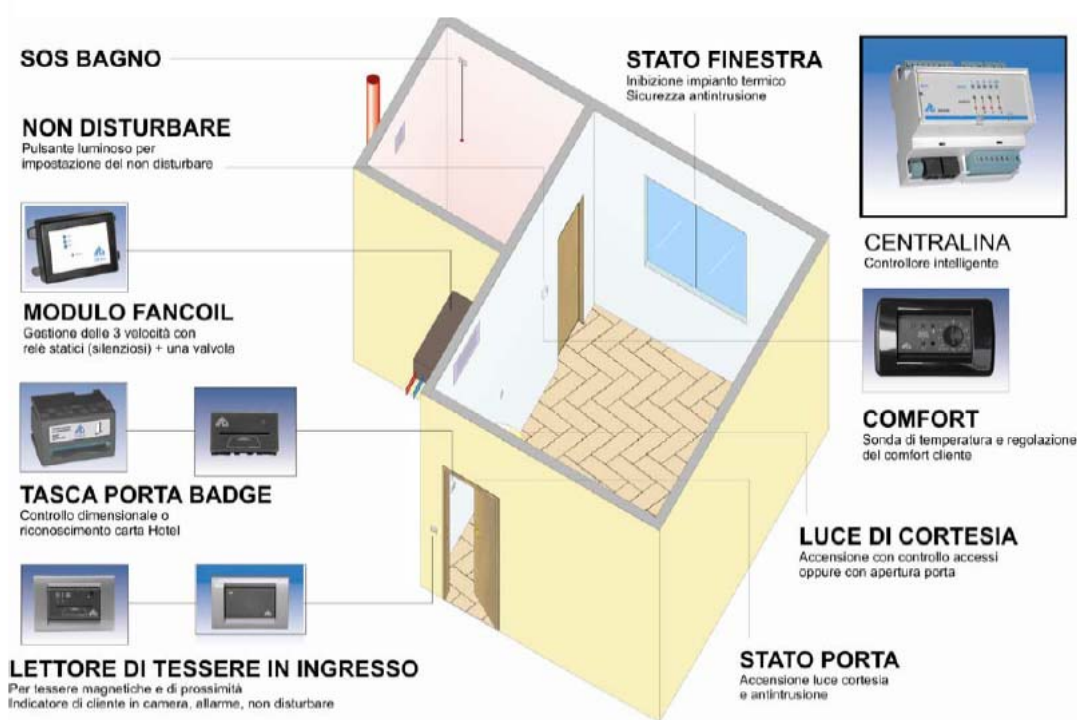 SOS BAGNO
NON DISTURBARE
Pulsante luminoso per
impostazione del non disturbare
MODULO FANCOIL
Gestione delle 3 velocità con
relè statici (silenziosi) + una valvola
TASCA PORTA BADGE
Controllo dimensionale o
riconoscimento carta Hotel
LETTORE DI TESSERE IN INGRESSO
Per tessere magnetiche e di prossimità
Indicatore di cliente in camera, allarme, non disturbare
STATO FINESTRA
Inibizione impianto termico
Sicurezza antintrusione
CENTRALINA
Controllore intelligente
COMFORT
Sonda di temperatura e regolazione
del comfort cliente
LUCE DI CORTESIA
Accensione con controllo accessi
oppure con apertura porta
STATO PORTA
Accensione luce cortesia
e antintrusione